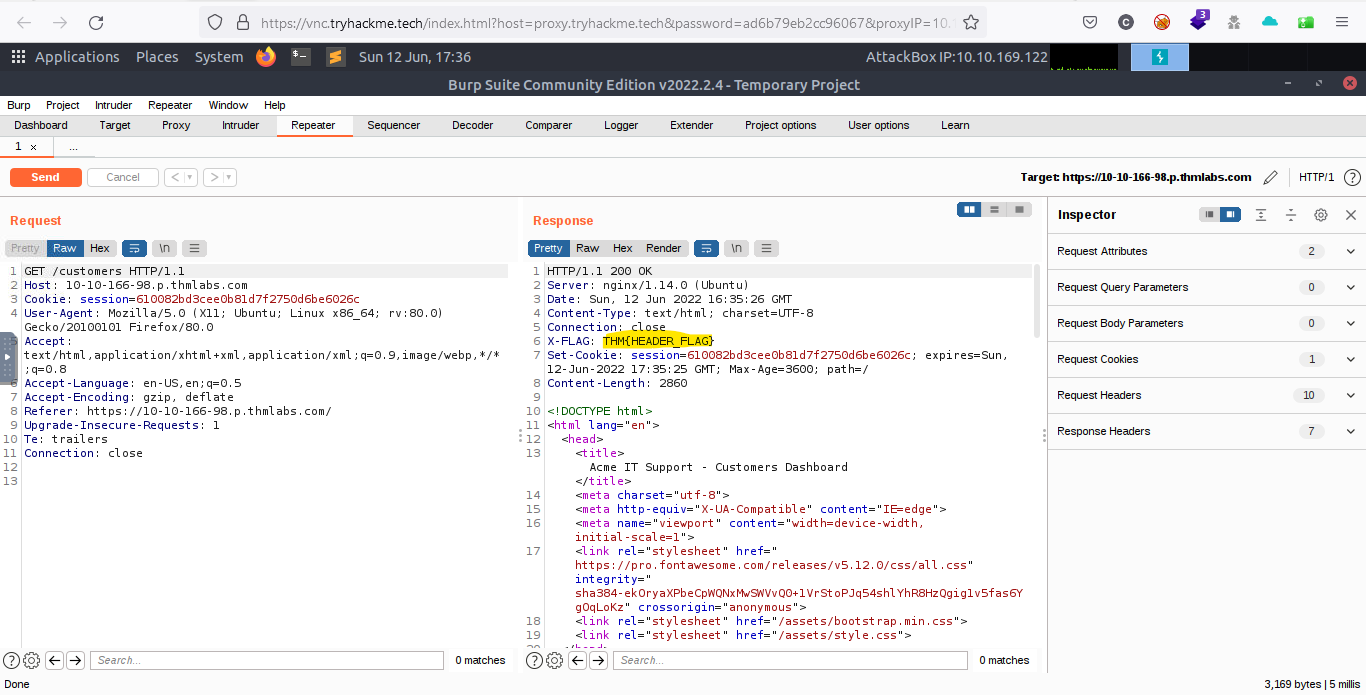 https://vnc.tryhackme.tech/index.html?host=proxy.tryhackme.tech&password=ad6b79eb2cc96067&proxyIP=10.
3
Applications Places System Sun 12 Jun, 17:36 AttackBox IP:10.10.169.122
Burp Suite Community Edition v2022.2.4 - Temporary Project
Burp Project Intruder Repeater Window Help
Dashboard Target Proxy Intruder Repeater Sequencer Decoder Comparer Logger Extender Project options User options Learn
1 × ...
Send Cancel < > Target: https://10-10-166-98.p.thmlabs.com HTTP/1 ?
Request
Pretty Raw Hex \n
1 GET /customers HTTP/1.1
2 Host: 10-10-166-98.p.thmlabs.com
3 Cookie: session=610082bd3cee0b81d7f2750d6be6026c
4 User-Agent: Mozilla/5.0 (X11; Ubuntu; Linux x86_64; rv:80.0)
Gecko/20100101 Firefox/80.0
Accept:
text/html,application/xhtml+xml,application/xml;q=0.9,image/webp,*/*
;q=0.8
6 Accept-Language: en-US,en;q=0.5
7 Accept-Encoding: gzip, deflate
8 Referer: https://10-10-166-98.p.thmlabs.com/
9 Upgrade-Insecure-Requests: 1
10 Te: trailers
11 Connection: close
12
13
? Search... 0 matches
Response
Pretty Raw Hex Render \n
1 HTTP/1.1 200 OK
2 Server: nginx/1.14.0 (Ubuntu)
3 Date: Sun, 12 Jun 2022 16:35:26 GMT
4 Content-Type: text/html; charset=UTF-8
5 Connection: close
6 X-FLAG: THM{HEADER_FLAG}
7 Set-Cookie: session=610082bd3cee0b81d7f2750d6be6026c; expires=Sun,
12-Jun-2022 17:35:25 GMT; Max-Age=3600; path=/
8 Content-Length: 2860
9
10 <!DOCTYPE html>
11 <html lang="en">
12 <head>
13 <title>
Acme IT Support - Customers Dashboard
</title>
14 <meta charset="utf-8">
15 <meta http-equiv="X-UA-Compatible" content="IE=edge">
16 <meta name="viewport" content="width=device-width,
initial-scale=1">
17 <link rel="stylesheet" href="
https://pro.fontawesome.com/releases/v5.12.0/css/all.css"
integrity="
sha384-ekOryaXPbeCpWQNxMwSWVvQ0+1VrStoPJq54shlYhR8HzQgig1v5fas6Y
gOqLoKz" crossorigin="anonymous">
18 <link rel="stylesheet" href="/assets/bootstrap.min.css">
19 <link rel="stylesheet" href="/assets/style.css">
20 </head>
? Search... 0 matches
Inspector
Request Attributes 2
Request Query Parameters 0
Request Body Parameters 0
Request Cookies 1
Request Headers 10
Response Headers 7
Done 3,169 bytes | 5 millis